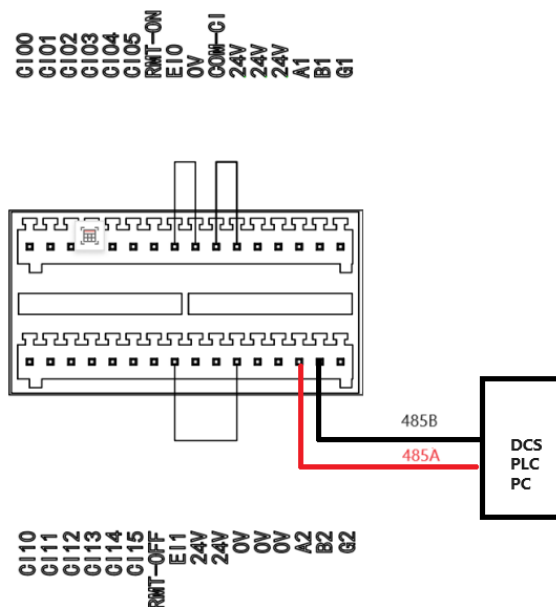 CI00
CI01
CI02
CI03
CI04
CI05
RMT-ON
EI0
0V
COM-CI
24V
24V
24V
A1
B1
G1
485B
485A
DCS
PLC
PC
CI10
CI11
CI12
CI13
CI14
CI15
RMT-OFF
EI1
24V
24V
0V
0V
0V
A2
B2
G2